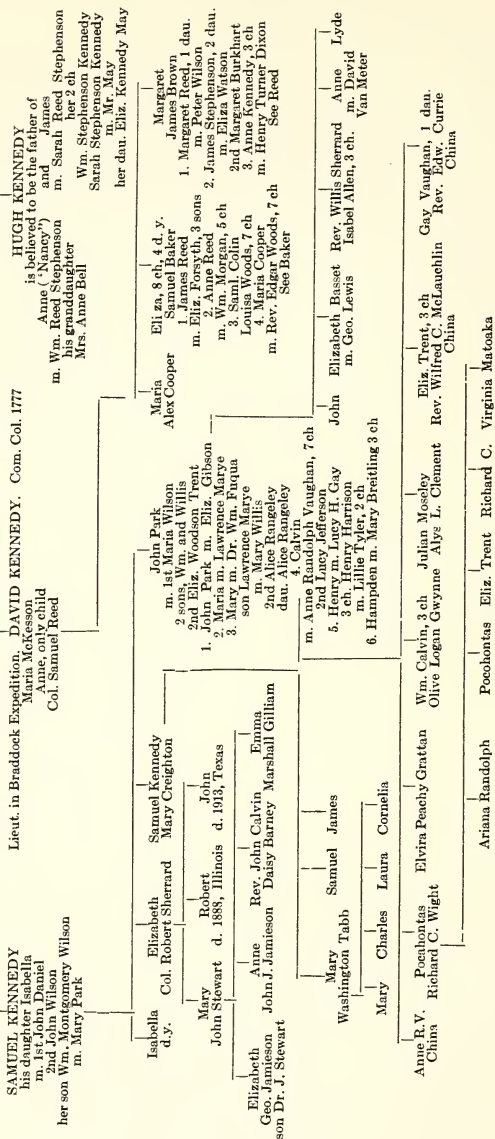 SAMUEL KENNEDY
his daughter Isabella
m. 1st John Daniel
2nd John Wilson
her son Wm. Montgomery Wilson
m. Mary Park
Lieut. in Braddock Expedition. DAVID KENNEDY. Com. Col. 1777
Maria McKesson
Anne, only child
Col. Samuel Reed
HUGH KENNEDY
is believed to be the father of
Anne ("Nancy") and James
m. Wm. Reed Stephenson m. Sarah Reed Stephenson
his granddaughter her 2 ch
Mrs. Anne Bell Wm. Stephenson Kennedy
Sarah Stephenson Kennedy
m. Mr. May
her dau. Eliz. Kennedy May
Isabella
d.y.
Elizabeth
Col. Robert Sherrard
Samuel Kennedy
Mary Creighton
John Park
m. 1st Maria Wilson
2 sons, Wm. and Willis
2nd Eliz. Woodson Trent
1. John Park m. Eliz. Gibson
2. Maria m. Lawrence Marye
3. Mary m. Dr. Wm. Fuqua
son Lawrence Marye
m. Mary Willis
2nd Alice Rangeley
dau. Alice Rangeley
4. Calvin
m. Anne Randolph Vaughan, 7 ch
2nd Lucy Jefferson
5. Henry m. Lucy H. Gay
3 ch. Henry Harrison
m. Lillie Tyler, 2 ch
6. Hampden m. Mary Breitling 3 ch
Maria
Alex Cooper
Eliza, 8 ch, 4 d. y.
Samuel Baker
1. James Reed
m. Eliz. Forsyth, 3 sons
2. Anne Reed
m. Wm. Morgan, 5 ch
3. Saml. Colin
Louisa Woods, 7 ch
4. Maria Cooper
m. Rev. Edgar Woods, 7 ch
See Baker
Margaret
James Brown
1. Margaret Reed, 1 dau.
m. Peter Wilson
2. James Stephenson, 2 dau.
m. Eliza Watson
2nd Margaret Burkhart
3. Anne Kennedy, 3 ch
m. Henry Turner Dixon
See Reed
Mary
John Stewart
Robert
d. 1888, Illinois
John
d. 1913, Texas
Elizabeth
Geo. Jamieson
son Dr. J. Stewart
Anne
John J. Jamieson
Rev. John Calvin
Daisy Barney
Emma
Marshall Gilliam
John
Elizabeth Basset
m. Geo. Lewis
Rev. Willis Sherrard
Isabel Allen, 3 ch.
Anne Lyde
m. David
Van Meter
Mary
Washington Tabb
Samuel
James
Mary
Charles
Laura
Cornelia
Anne R.V.
China
Pocahontas
Richard C. Wight
Elvira Peachy Grattan
Wm. Calvin, 3 ch
Olive Logan Gwynne
Julian Moseley
Alys L. Clement
Eliz. Trent, 3 ch
Rev. Wilfred C. McLauchlin
China
Gay Vaughan, 1 dau.
Rev. Edw. Currie
China
Ariana Randolph
Pocohontas
Eliz. Trent
Richard C.
Virginia Matoaka